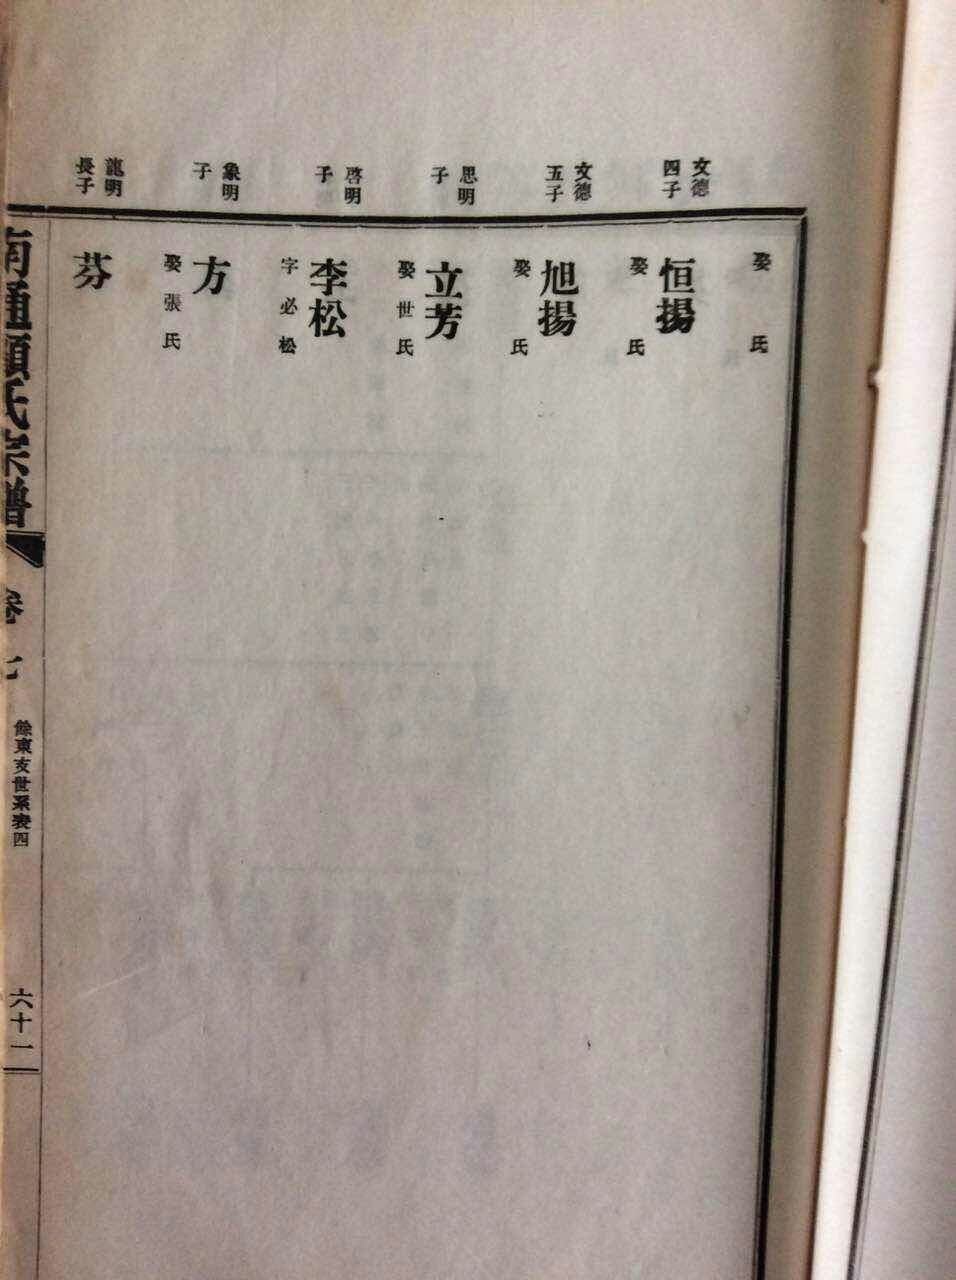 娶 氏
文德
四子
恒揚
娶 氏
文德
五子
旭揚
娶 氏
思明
子
立芳
娶世氏
啓明
子
李松
字必松
象明
子
方
娶張氏
龍明
長子
芬
南通顧氏宗譜
卷七
餘東支世系表四
六十一